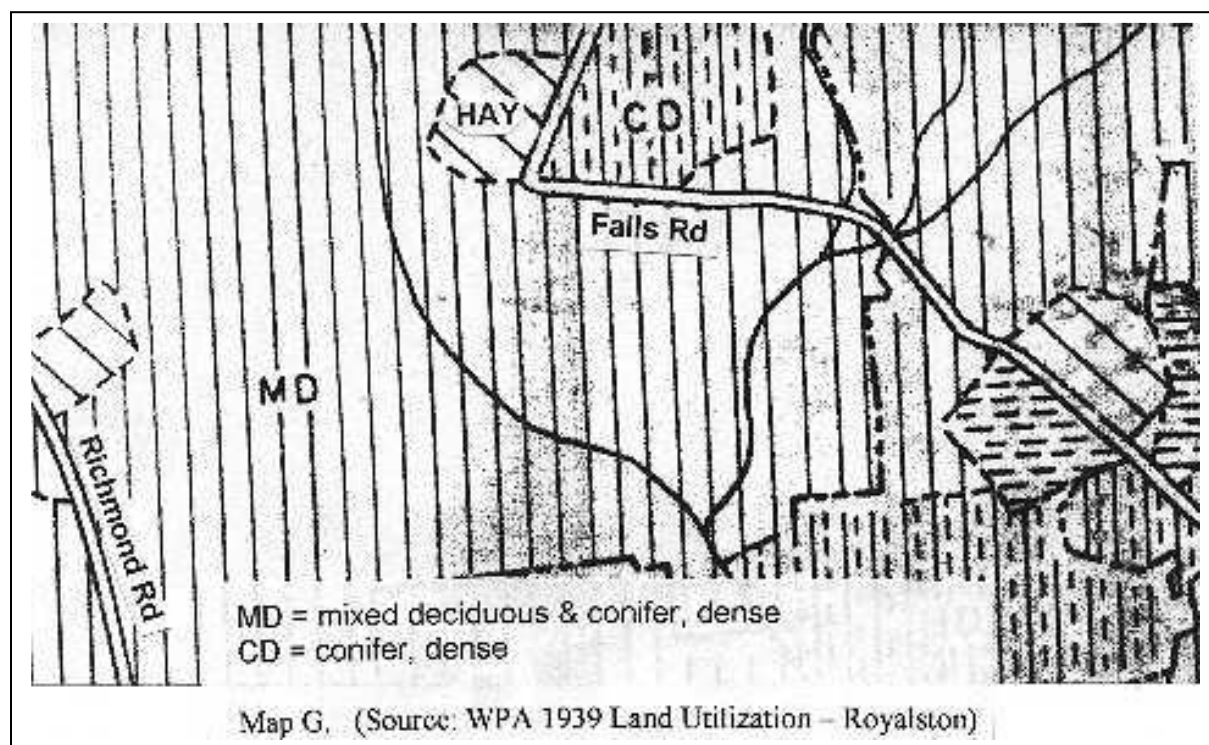 HAY
CD
Falls Rd
MD
Richmond Rd
MD = mixed deciduous & conifer, dense
CD = conifer, dense
Map G. (Source: WPA 1939 Land Utilization – Royalston)